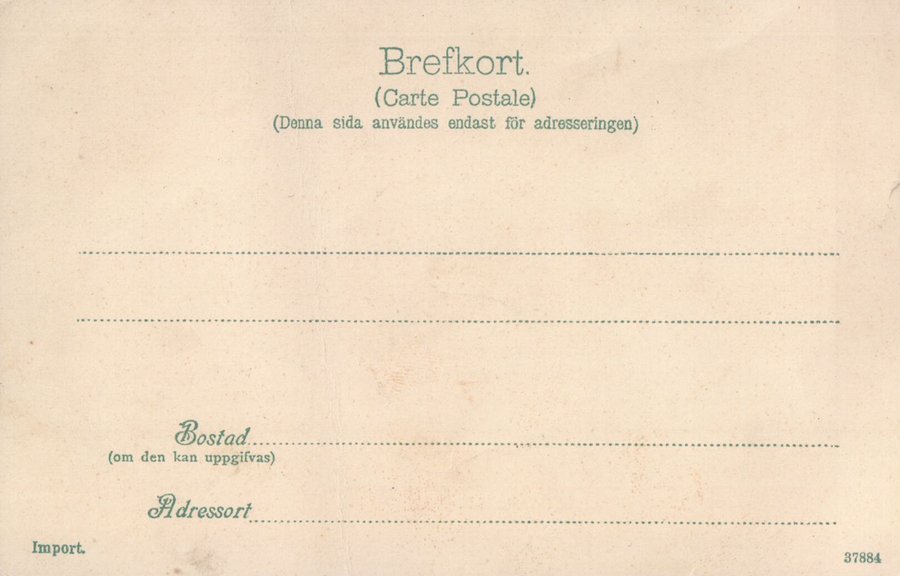 Brefkort.
(Carte Postale)
(Denna sida användes endast för adresseringen)
Bostad
(om den kan uppgifvas)
Adressort
Import.
37884